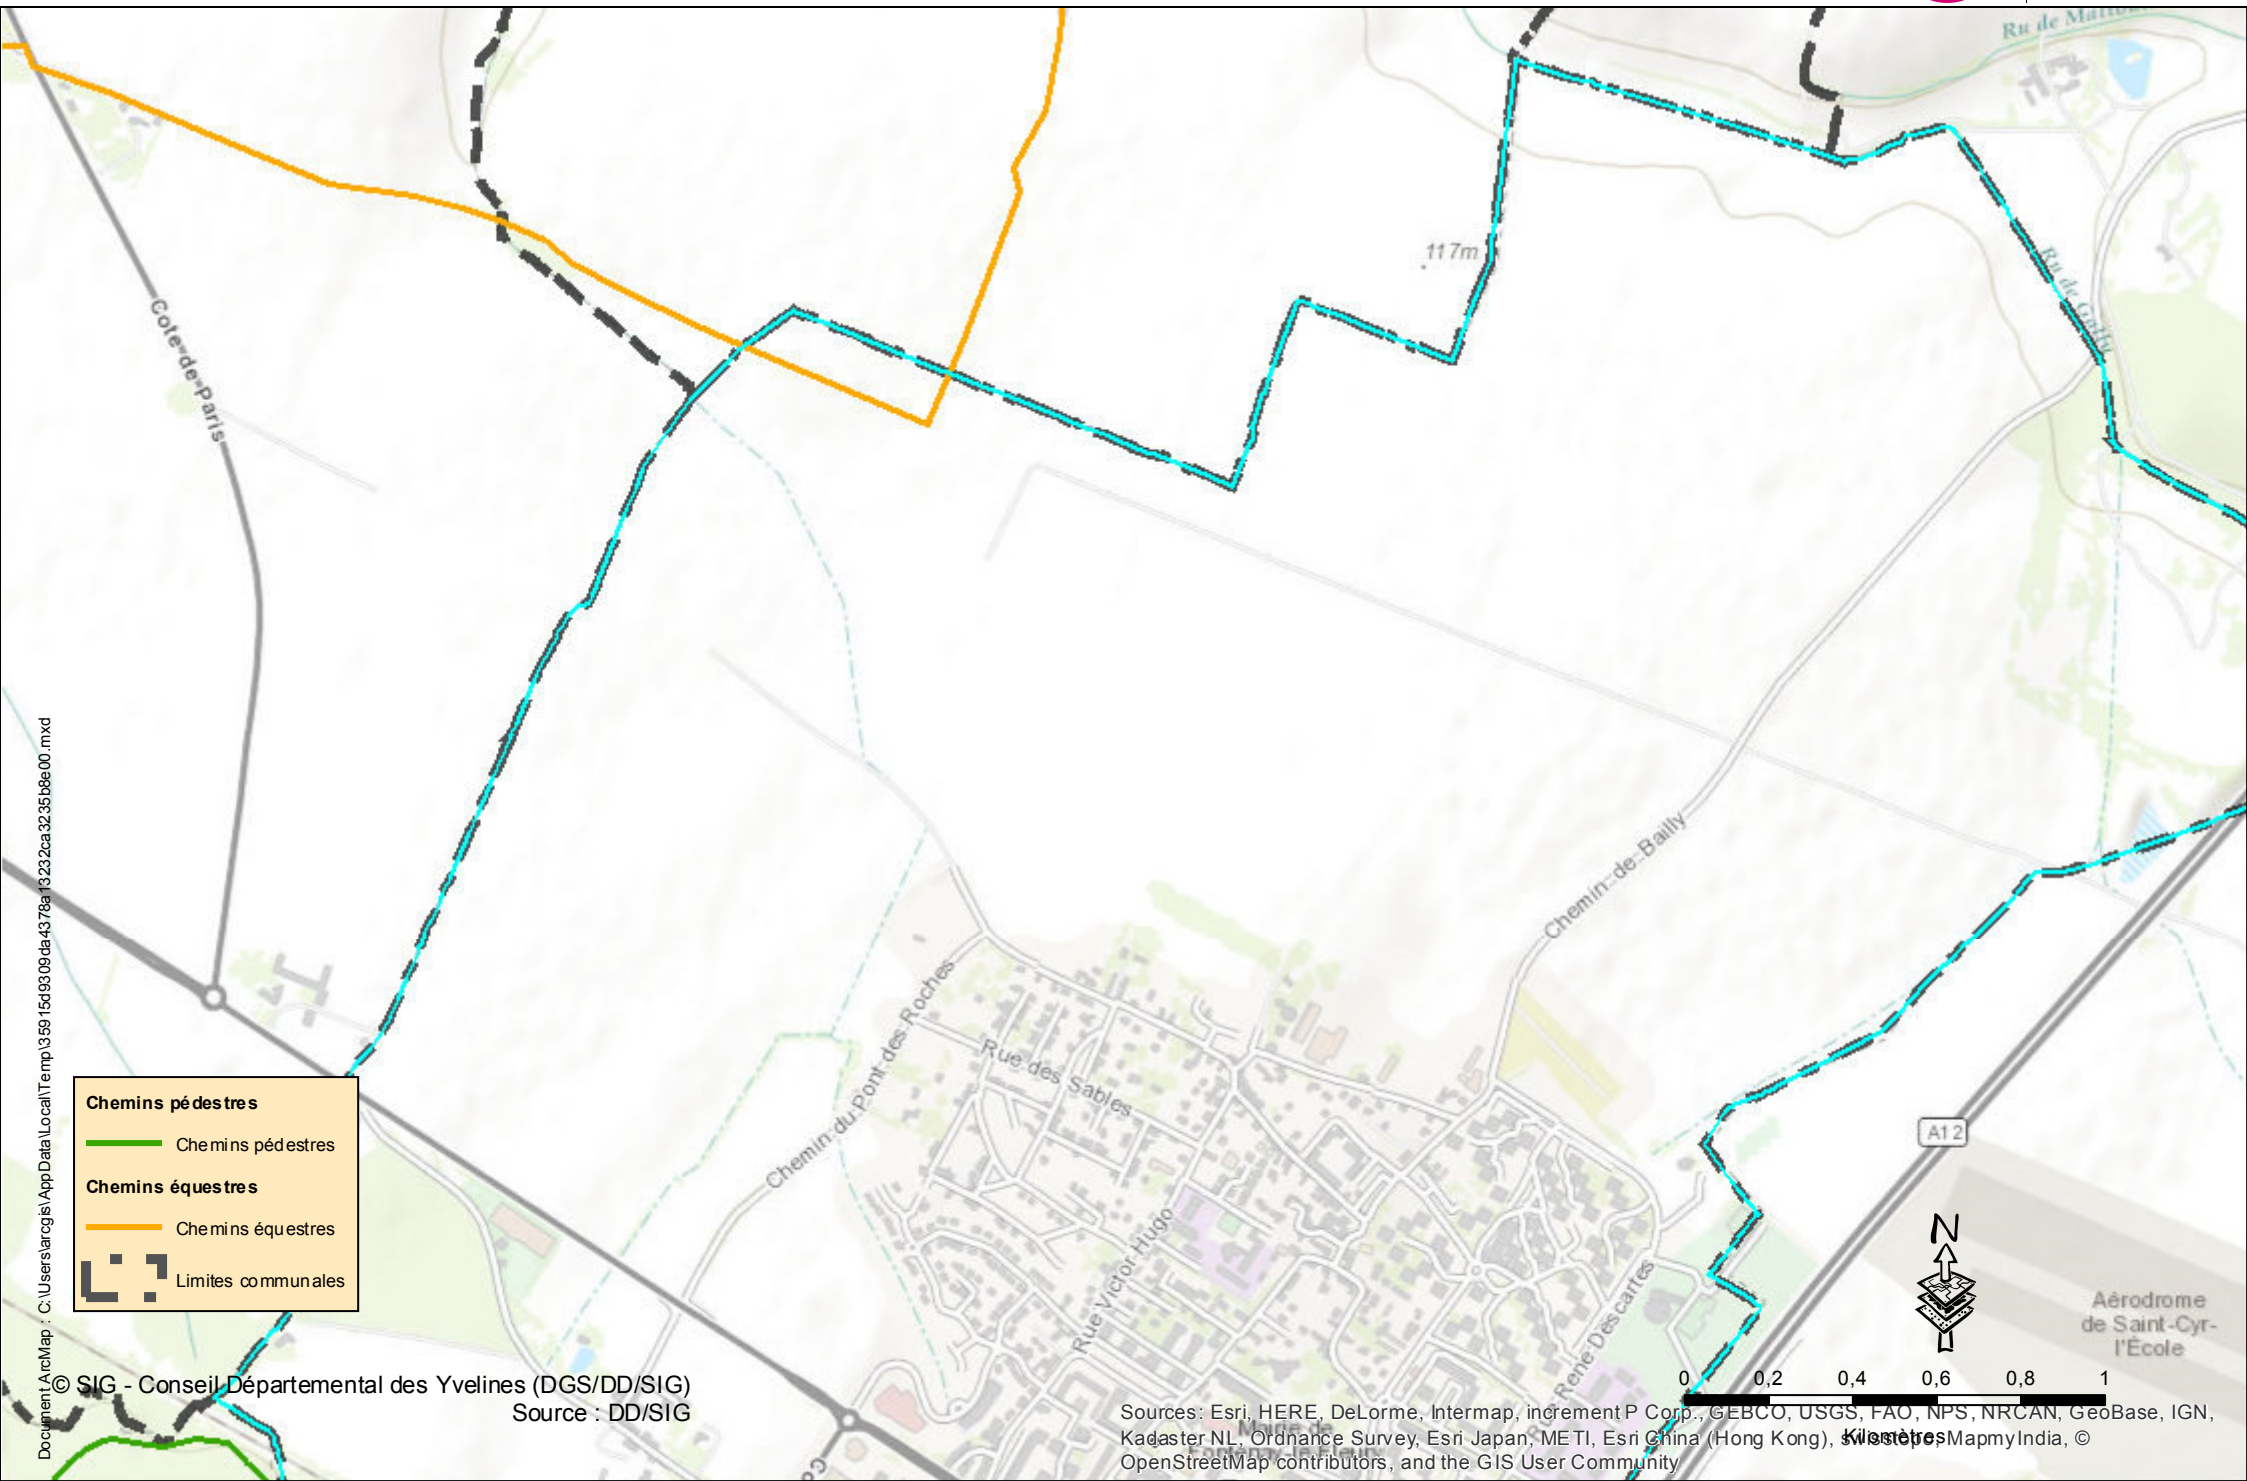 Ru de
117m
Ru de Gally
Cote-de-Paris
Chemin-de-Bailly
Chemin du Pont des Roches
Rue des Sables
Rue Victor Hugo
René Descartes
A12
N
Aérodrome
de Saint-Cyr-
l'École
Document ArcMap : C:\Users\arcgis\AppData\Local\Temp\35915d9309da4378a13232ca3235b8e00.mxd
Chemins pédestres
Chemins pédestres
Chemins équestres
Chemins équestres
Limites communales
© SIG - Conseil Départemental des Yvelines (DGS/DD/SIG)
Source : DD/SIG
0 0,2 0,4 0,6 0,8 1
Kilomètres
Mairie de
Fontenay-le-Fleury
Sources: Esri, HERE, DeLorme, Intermap, increment P Corp., GEBCO, USGS, FAO, NPS, NRCAN, GeoBase, IGN,
Kadaster NL, Ordnance Survey, Esri Japan, METI, Esri China (Hong Kong), swisstopo, MapmyIndia, ©
OpenStreetMap contributors, and the GIS User Community